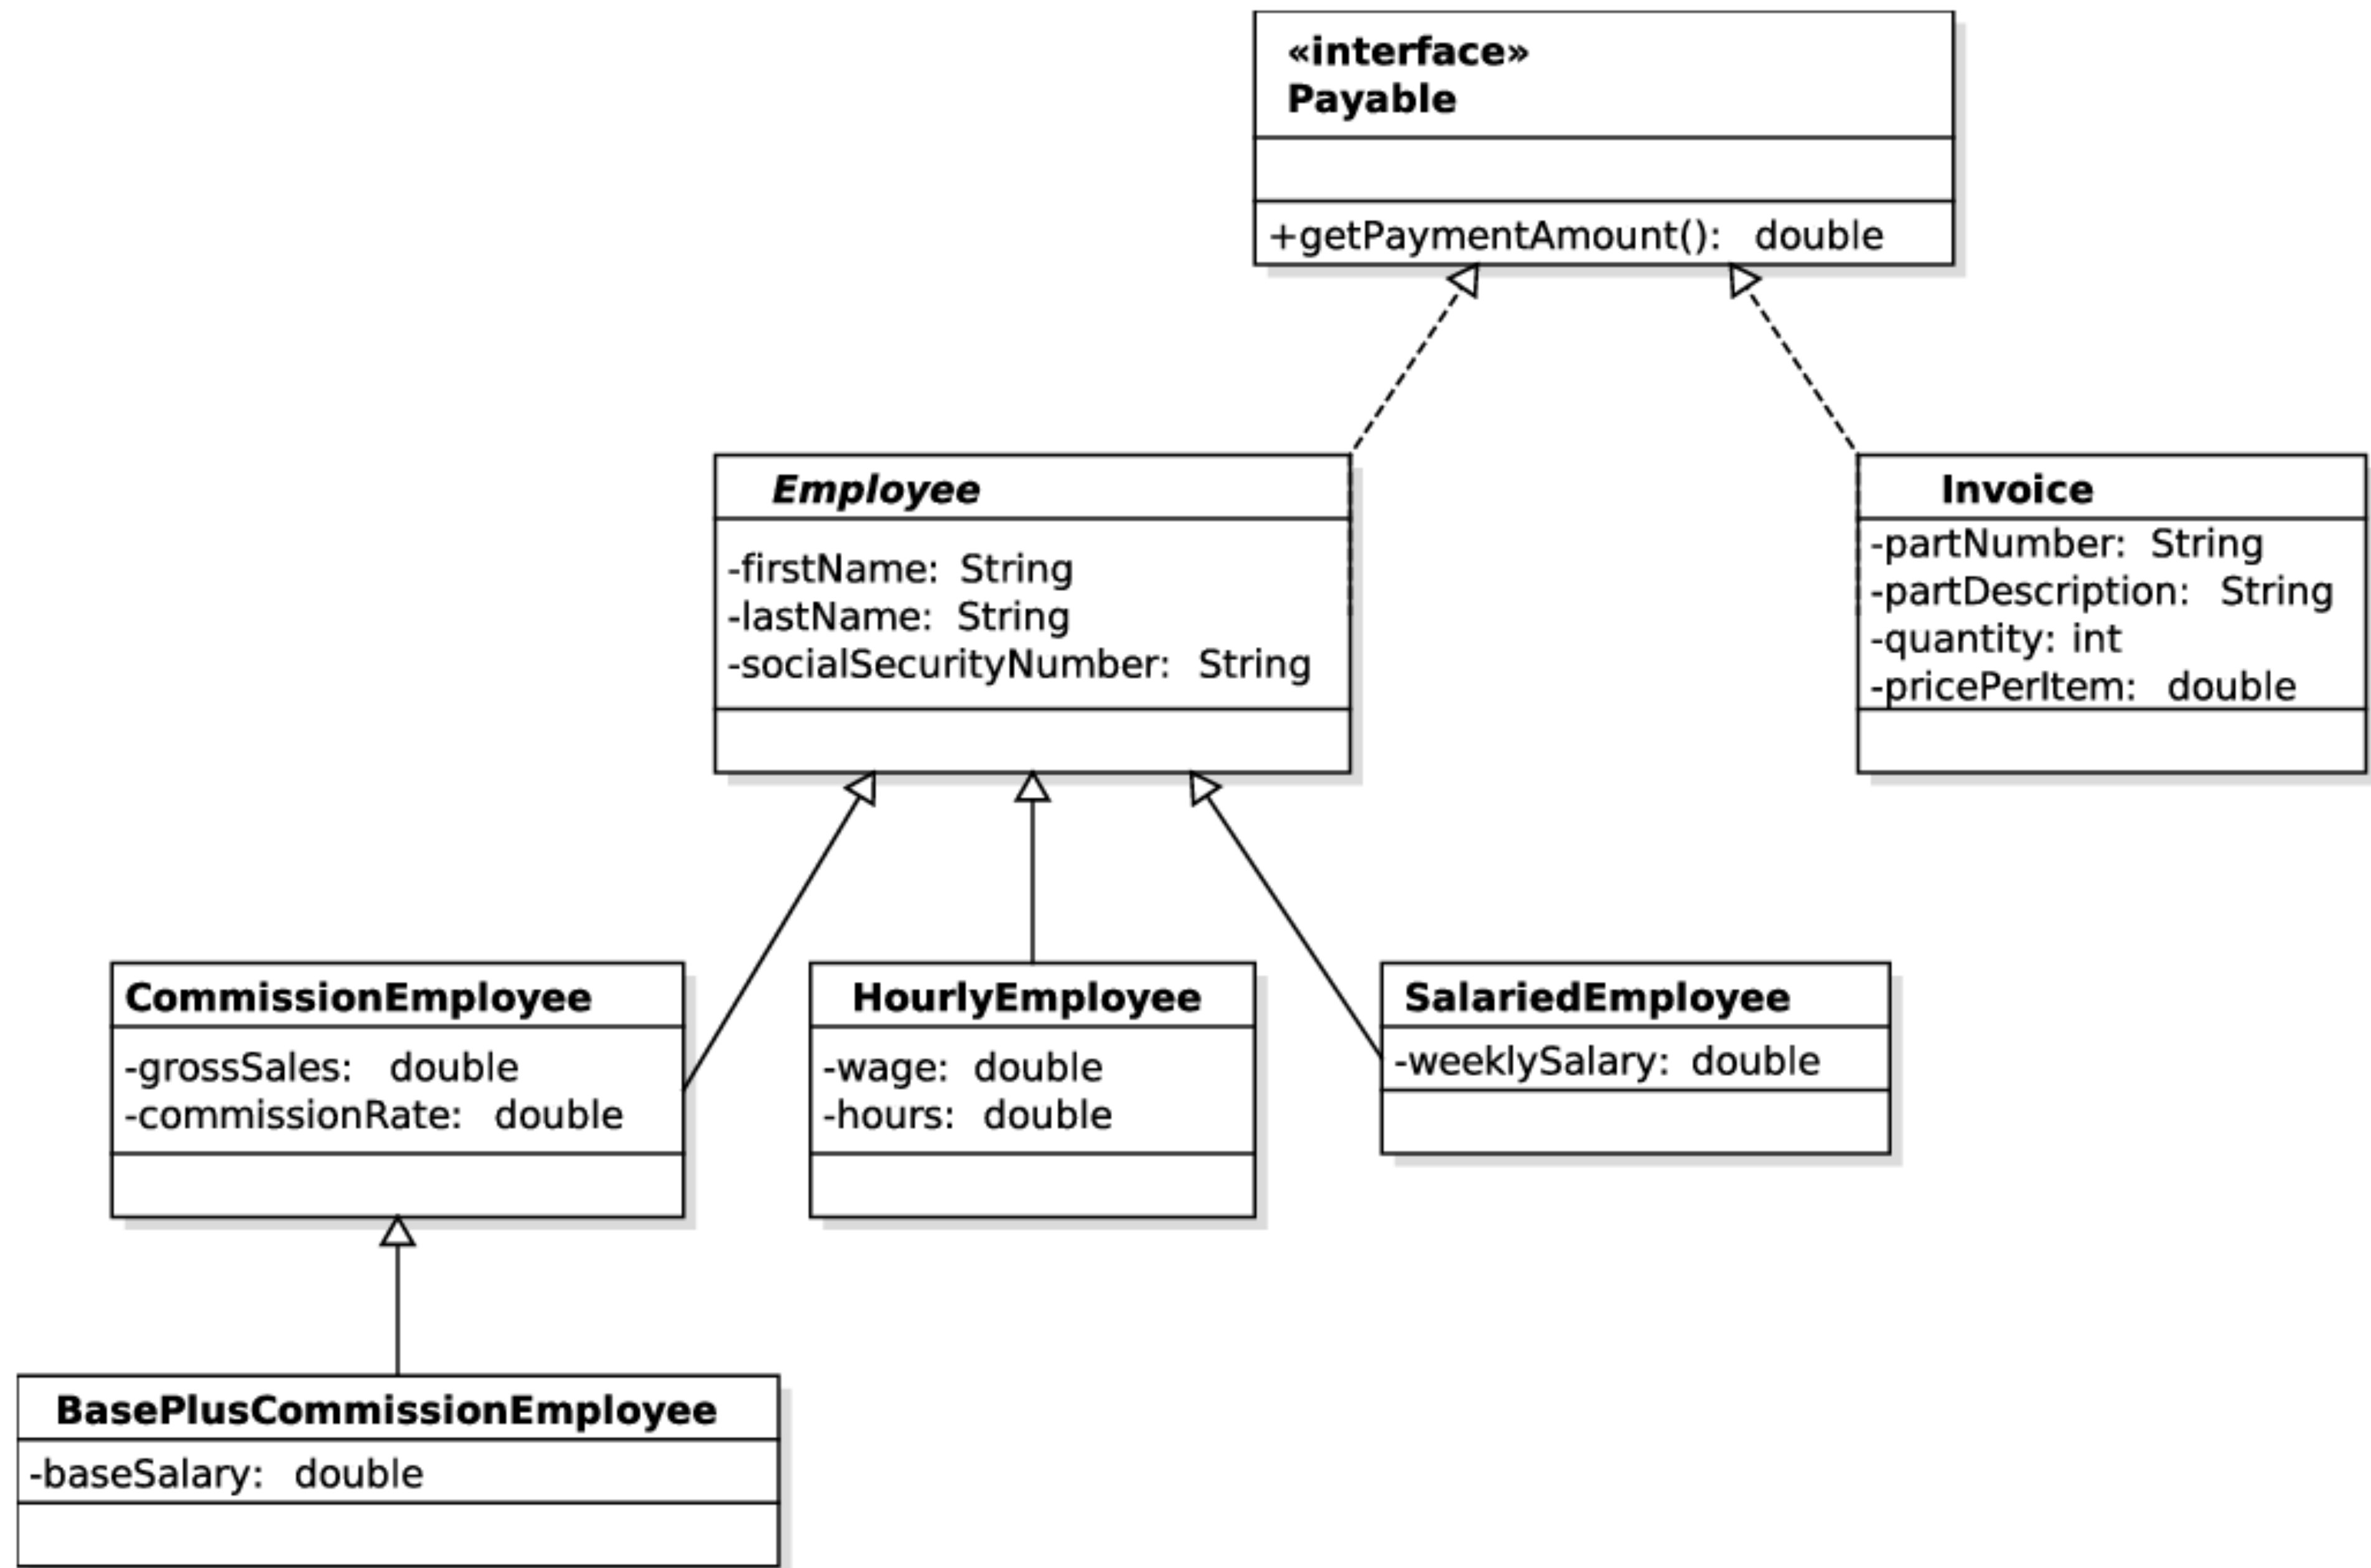 «interface»
Payable
+getPaymentAmount(): double
Employee
-firstName: String
-lastName: String
-socialSecurityNumber: String
Invoice
-partNumber: String
-partDescription: String
-quantity: int
-pricePerItem: double
CommissionEmployee
-grossSales: double
-commissionRate: double
HourlyEmployee
-wage: double
-hours: double
SalariedEmployee
-weeklySalary: double
BasePlusCommissionEmployee
-baseSalary: double